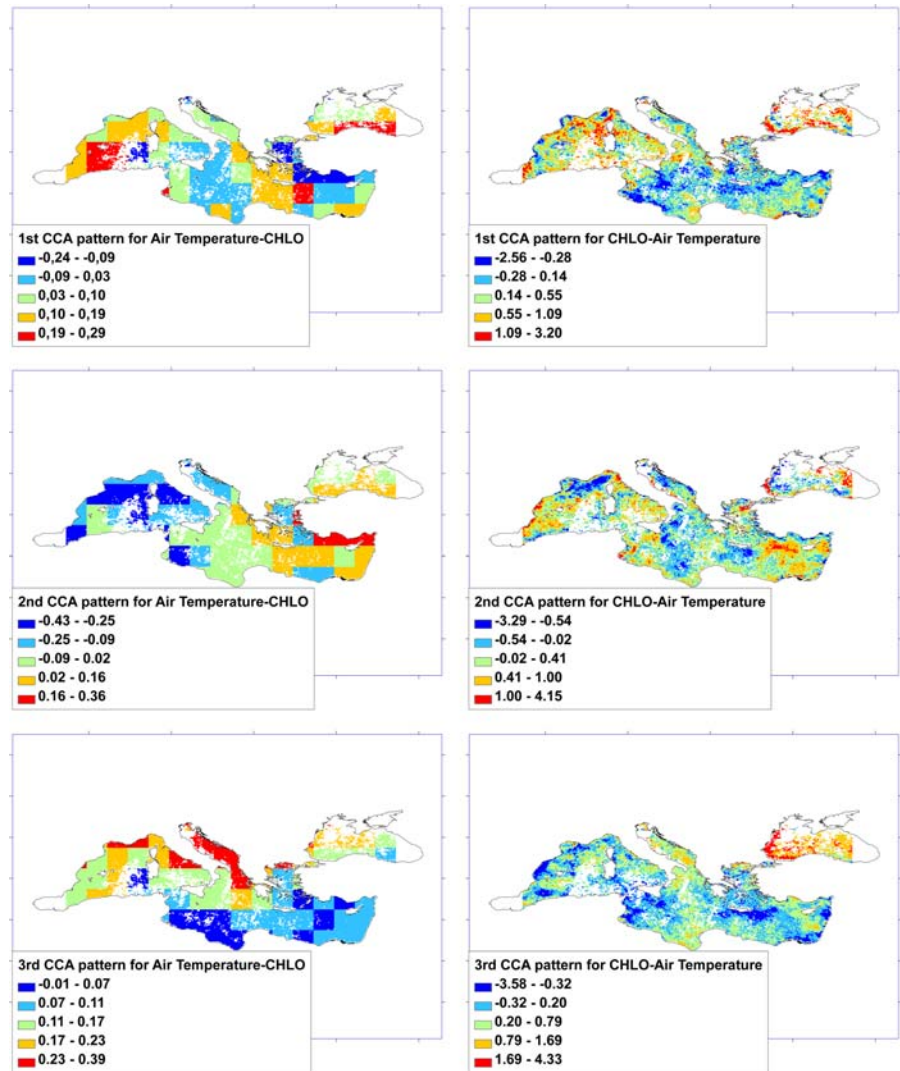 1st CCA pattern for Air Temperature-CHLO
-0,24 - -0,09
-0,09 - 0,03
0,03 - 0,10
0,10 - 0,19
0,19 - 0,29
1st CCA pattern for CHLO-Air Temperature
-2.56 - -0.28
-0.28 - 0.14
0.14 - 0.55
0.55 - 1.09
1.09 - 3.20
2nd CCA pattern for Air Temperature-CHLO
-0.43 - -0.25
-0.25 - -0.09
-0.09 - 0.02
0.02 - 0.16
0.16 - 0.36
2nd CCA pattern for CHLO-Air Temperature
-3.29 - -0.54
-0.54 - -0.02
-0.02 - 0.41
0.41 - 1.00
1.00 - 4.15
3rd CCA pattern for Air Temperature-CHLO
-0.01 - 0.07
0.07 - 0.11
0.11 - 0.17
0.17 - 0.23
0.23 - 0.39
3rd CCA pattern for CHLO-Air Temperature
-3.58 - -0.32
-0.32 - 0.20
0.20 - 0.79
0.79 - 1.69
1.69 - 4.33